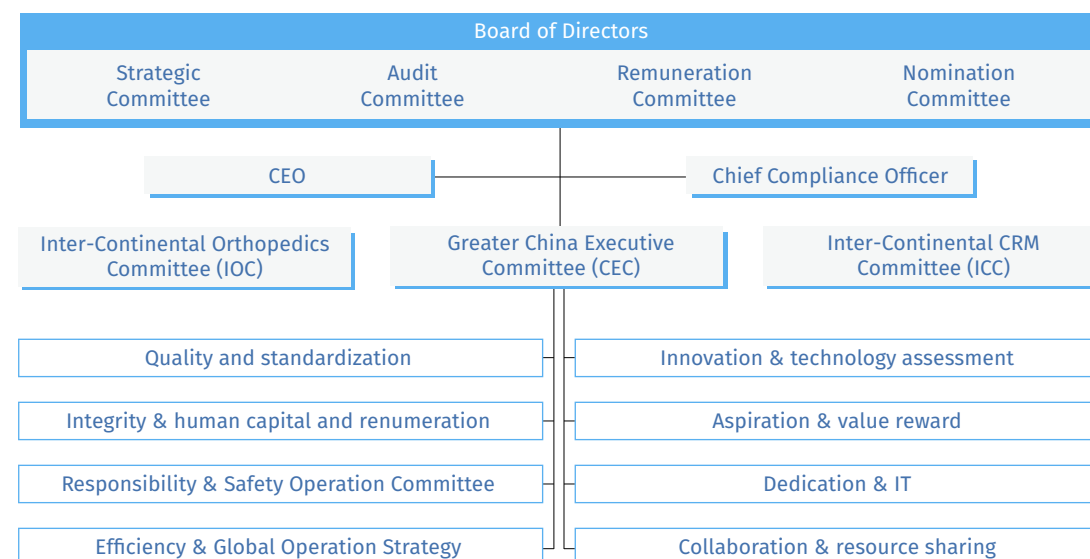 Board of Directors
Strategic
Committee
Audit
Committee
Remuneration
Committee
Nomination
Committee
CEO
Chief Compliance Officer
Inter-Continental Orthopedics
Committee (IOC)
Greater China Executive
Committee (CEC)
Inter-Continental CRM
Committee (ICC)
Quality and standardization
Innovation & technology assessment
Integrity & human capital and renumeration
Aspiration & value reward
Responsibility & Safety Operation Committee
Dedication & IT
Efficiency & Global Operation Strategy
Collaboration & resource sharing